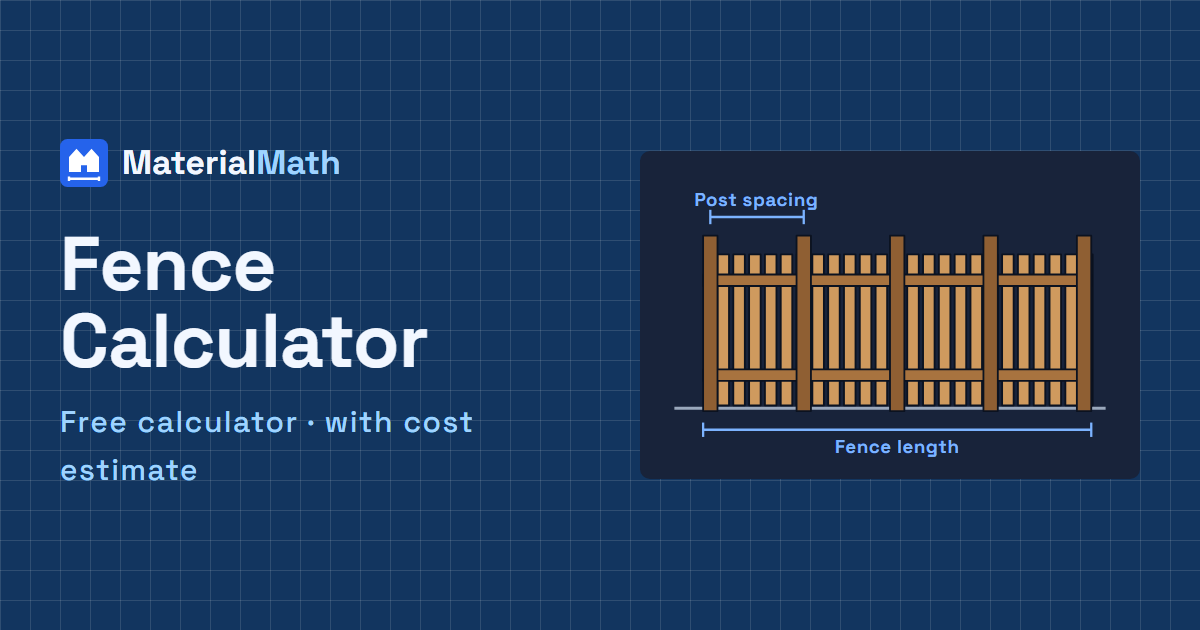 MaterialMath
Fence
Calculator
Free calculator · with cost
estimate
Post spacing
Fence length